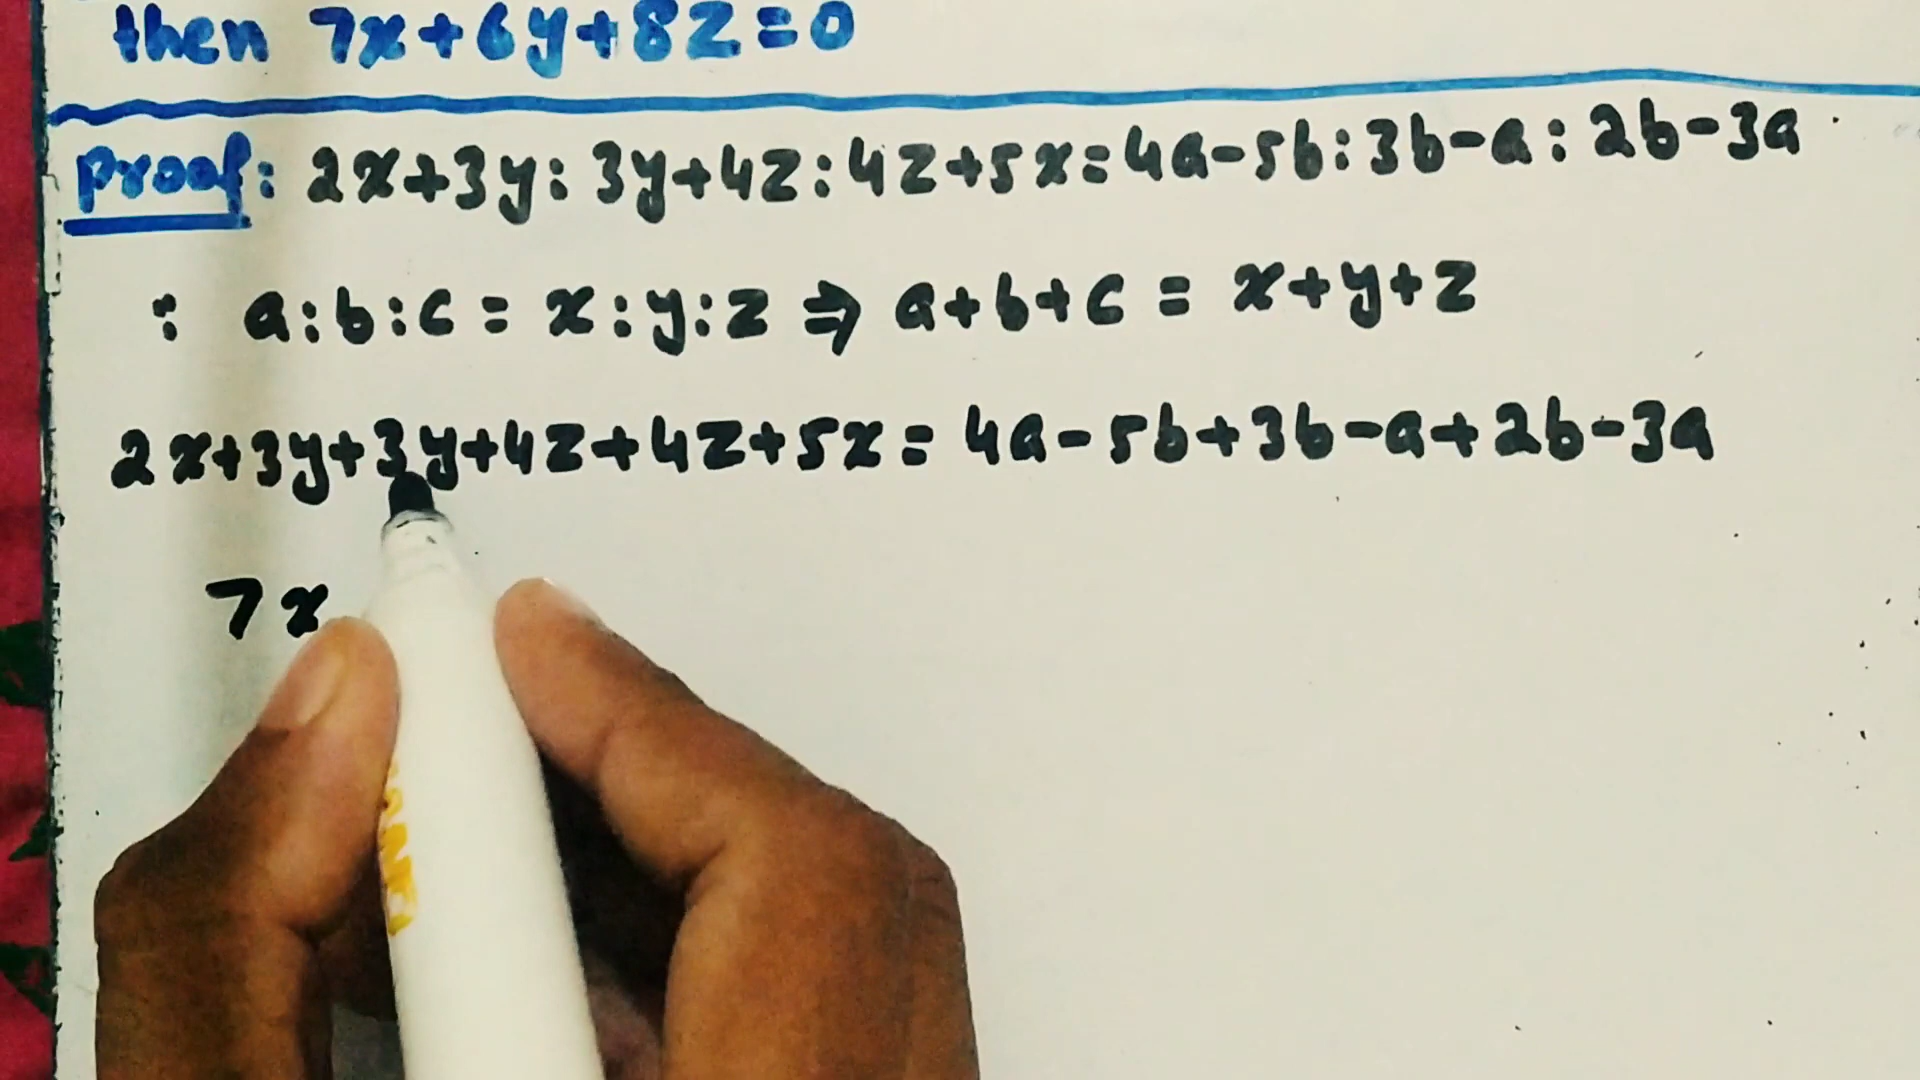 then 7x+6y+8z=0
proof: 2x+3y:3y+4z:4z+5x=4a-5b:3b-a:2b-3a
∵ a:b:c = x:y:z ⇒ a+b+c = x+y+z
2x+3y+3y+4z+4z+5x=4a-5b+3b-a+2b-3a
7x